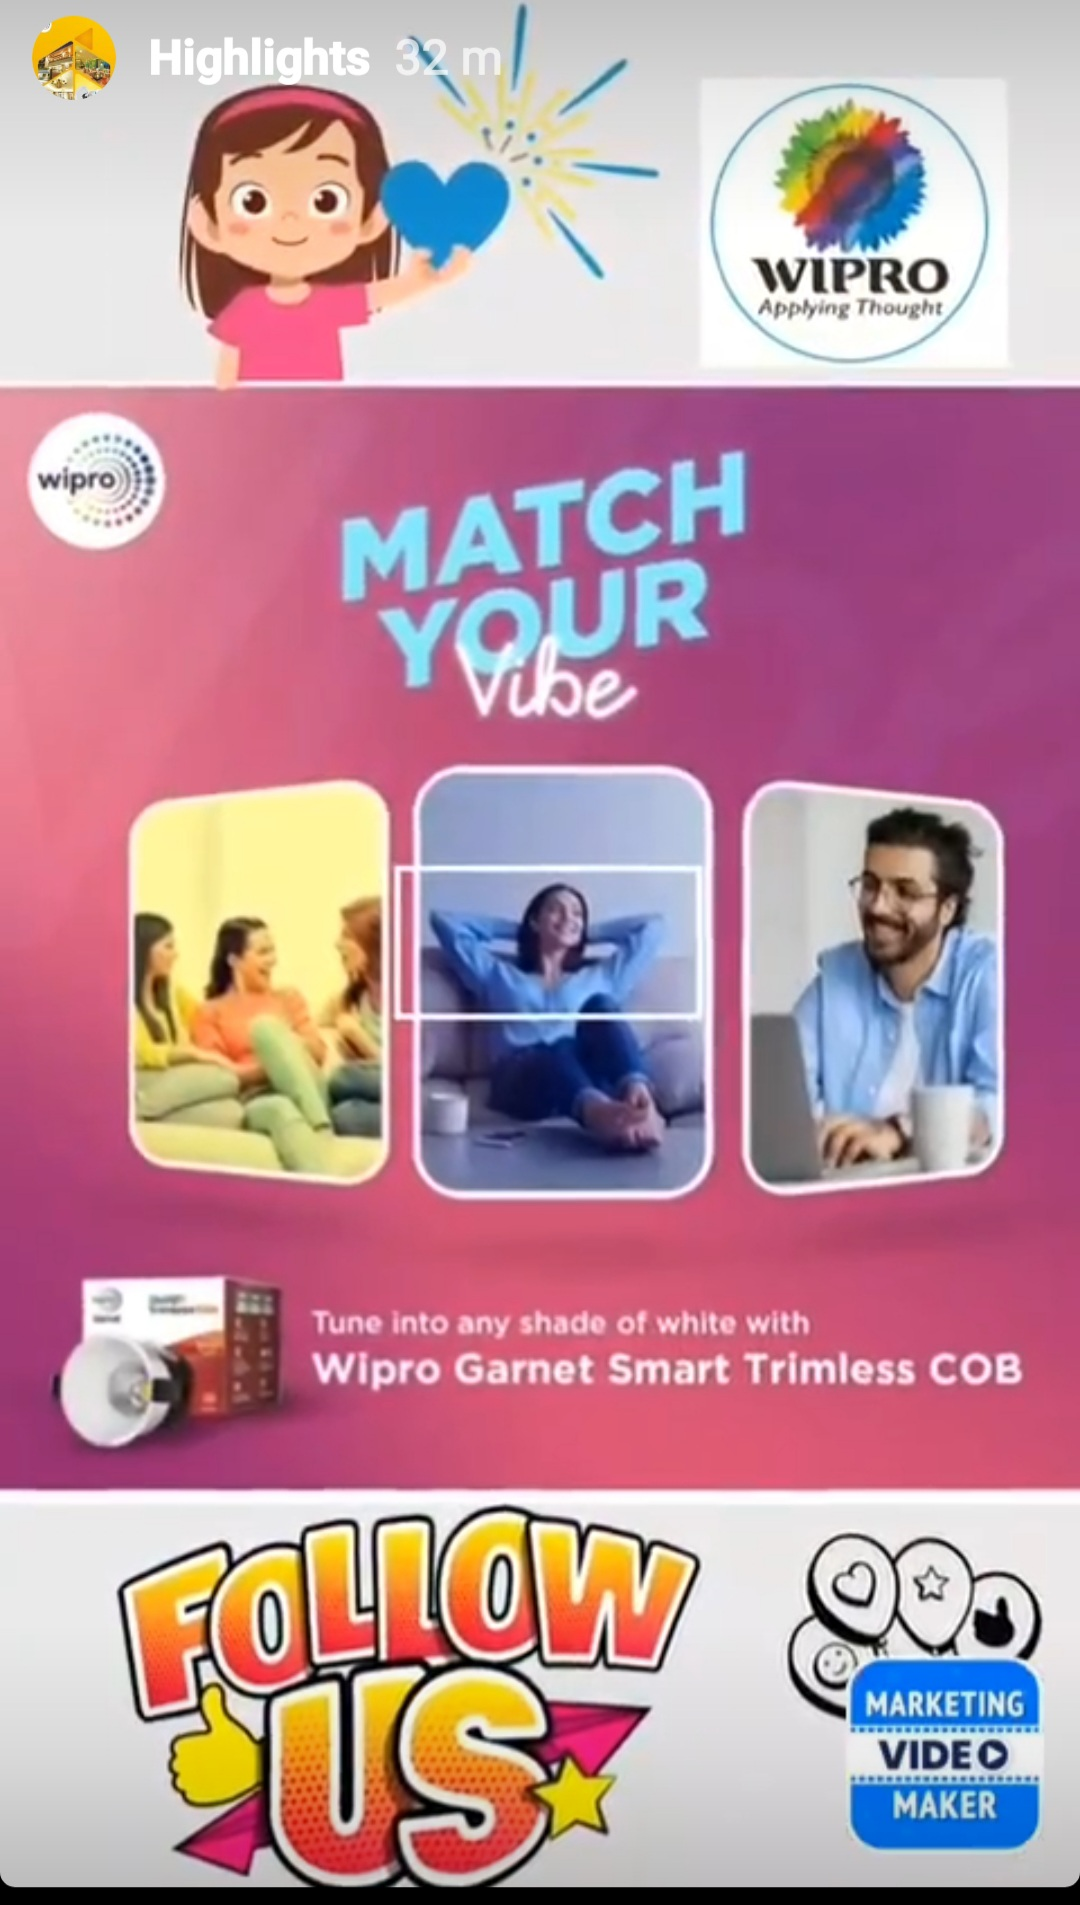 Highlights 32 m
WIPRO
Applying Thought
wipro
MATCH
YOUR
Vibe
Tune into any shade of white with
Wipro Garnet Smart Trimless COB
FOLLOW
US
MARKETING
VIDEO
MAKER